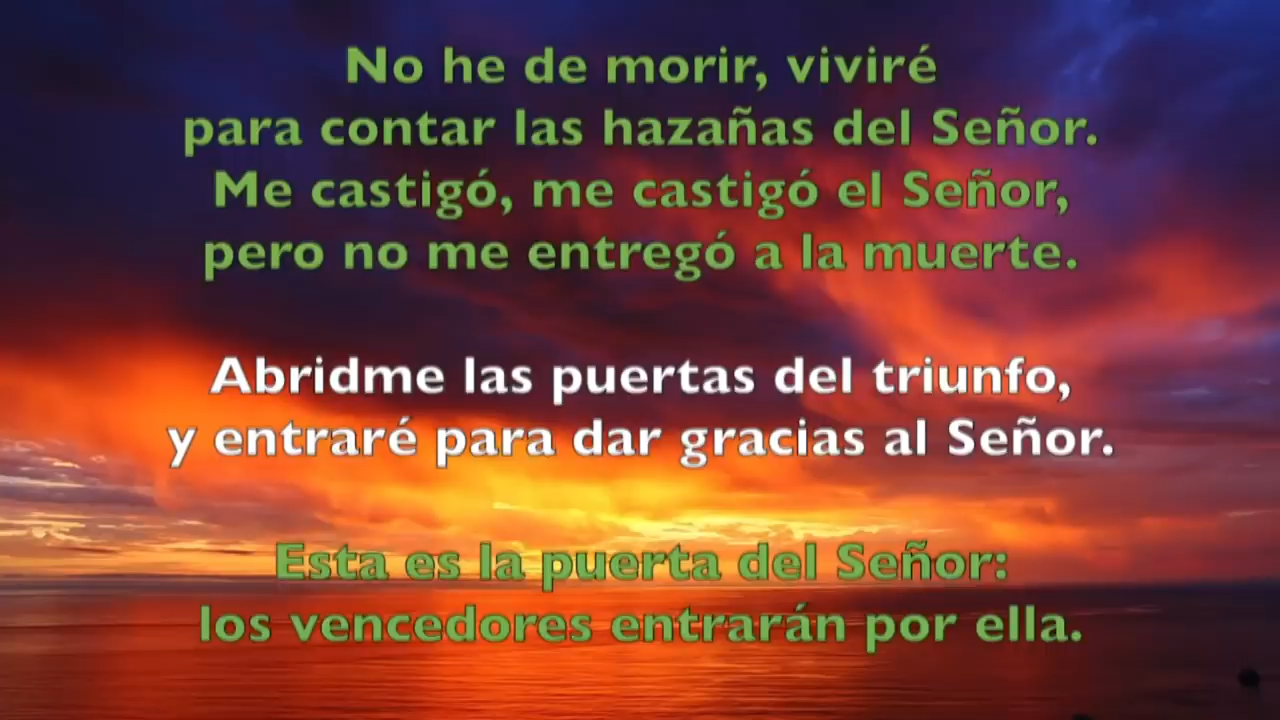 No he de morir, viviré
para contar las hazañas del Señor.
Me castigó, me castigó el Señor,
pero no me entregó a la muerte.
Abridme las puertas del triunfo,
y entraré para dar gracias al Señor.
Esta es la puerta del Señor:
los vencedores entrarán por ella.